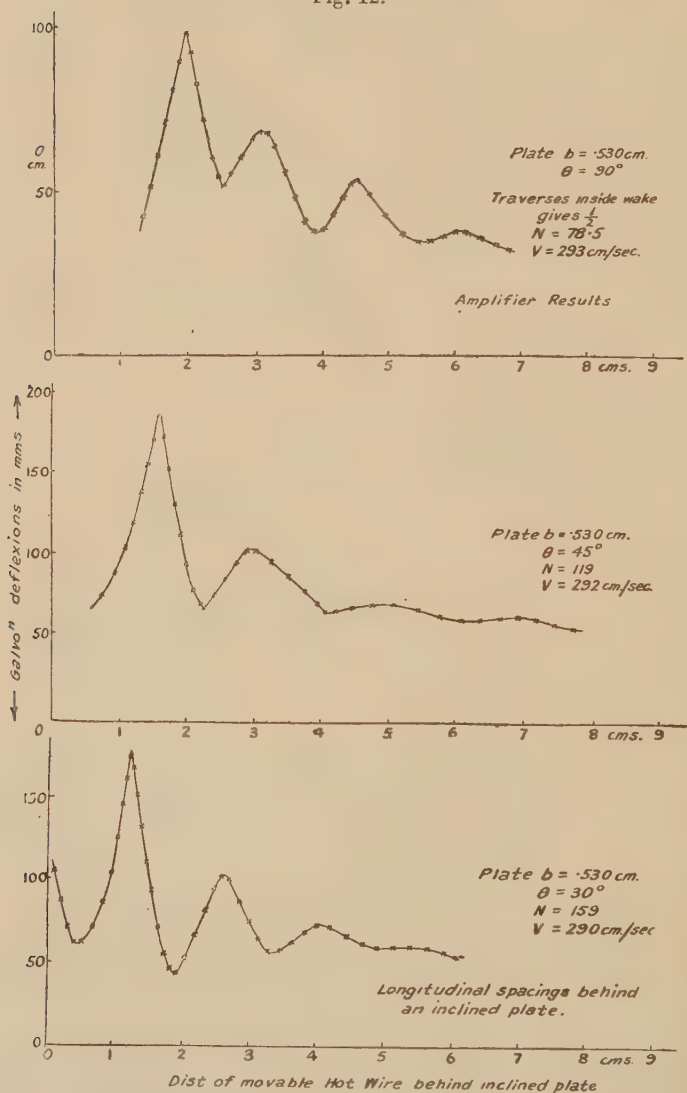 Fig. 12.
100
0
cm.
50
0
1 2 3 4 5 6 7 8 cms. 9
Plate b = ·530 cm.
θ = 90°
Traverses inside wake
gives ½
N = 78·5
V = 293 cm/sec.
Amplifier Results
← Galvoⁿ deflexions in mms →
200
150
100
50
0
1 2 3 4 5 6 7 8 cms. 9
Plate b = ·530 cm.
θ = 45°
N = 119
V = 292 cm/sec.
150
100
50
0
0 1 2 3 4 5 6 7 8 cms. 9
Plate b = ·530 cm.
θ = 30°
N = 159
V = 290 cm/sec
Longitudinal spacings behind
an inclined plate.
Dist of movable Hot Wire behind inclined plate